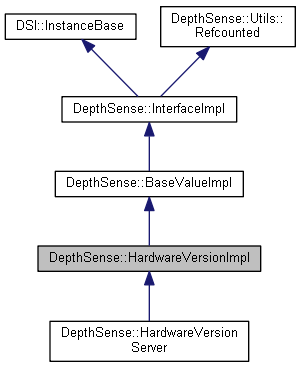 DSI::InstanceBase
DepthSense::Utils::
Refcounted
DepthSense::InterfaceImpl
DepthSense::BaseValueImpl
DepthSense::HardwareVersionImpl
DepthSense::HardwareVersion
Server